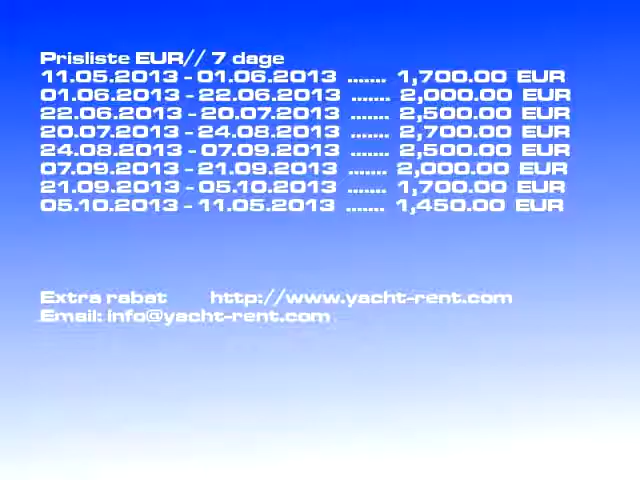 Prisliste EUR// 7 dage
11.05.2013 - 01.06.2013 ....... 1,700.00 EUR
01.06.2013 - 22.06.2013 ....... 2,000.00 EUR
22.06.2013 - 20.07.2013 ....... 2,500.00 EUR
20.07.2013 - 24.08.2013 ....... 2,700.00 EUR
24.08.2013 - 07.09.2013 ....... 2,500.00 EUR
07.09.2013 - 21.09.2013 ....... 2,000.00 EUR
21.09.2013 - 05.10.2013 ....... 1,700.00 EUR
05.10.2013 - 11.05.2013 ....... 1,450.00 EUR
Extra rabat http://www.yacht-rent.com
Email: info@yacht-rent.com